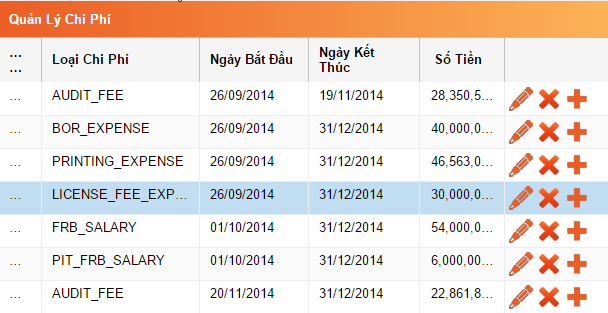 Quản Lý Chi Phí
... Loại Chi Phí Ngày Bắt Đầu Ngày Kết Số Tiền
... Thúc
... AUDIT_FEE 26/09/2014 19/11/2014 28,350,5...
... BOR_EXPENSE 26/09/2014 31/12/2014 40,000,0...
... PRINTING_EXPENSE 26/09/2014 31/12/2014 46,563,0...
... LICENSE_FEE_EXP... 26/09/2014 31/12/2014 30,000,0...
... FRB_SALARY 01/10/2014 31/12/2014 54,000,0...
... PIT_FRB_SALARY 01/10/2014 31/12/2014 6,000,00...
... AUDIT_FEE 20/11/2014 31/12/2014 22,861,8...